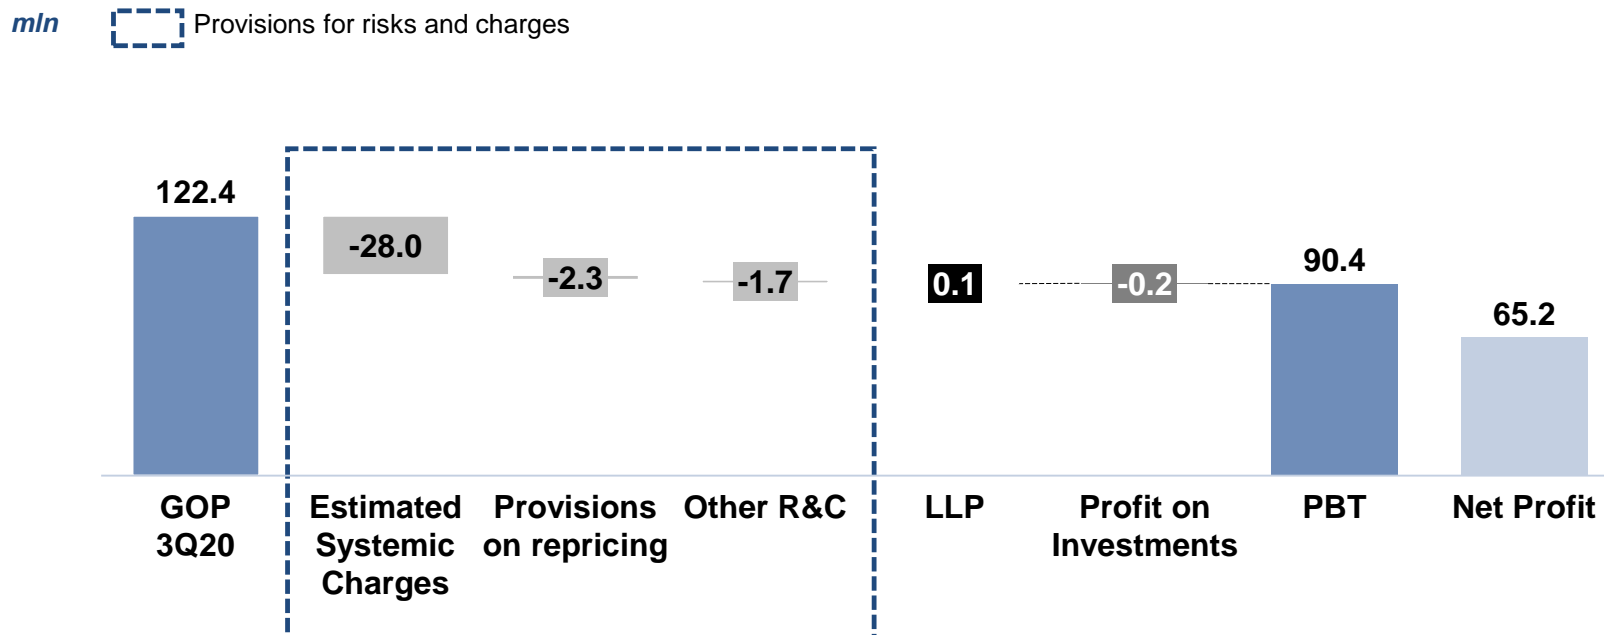 mln
Provisions for risks and charges
122.4
-28.0
-2.3
-1.7
0.1
-0.2
90.4
65.2
GOP
3Q20
Estimated
Systemic
Charges
Provisions
on repricing
Other R&C
LLP
Profit on
Investments
PBT
Net Profit